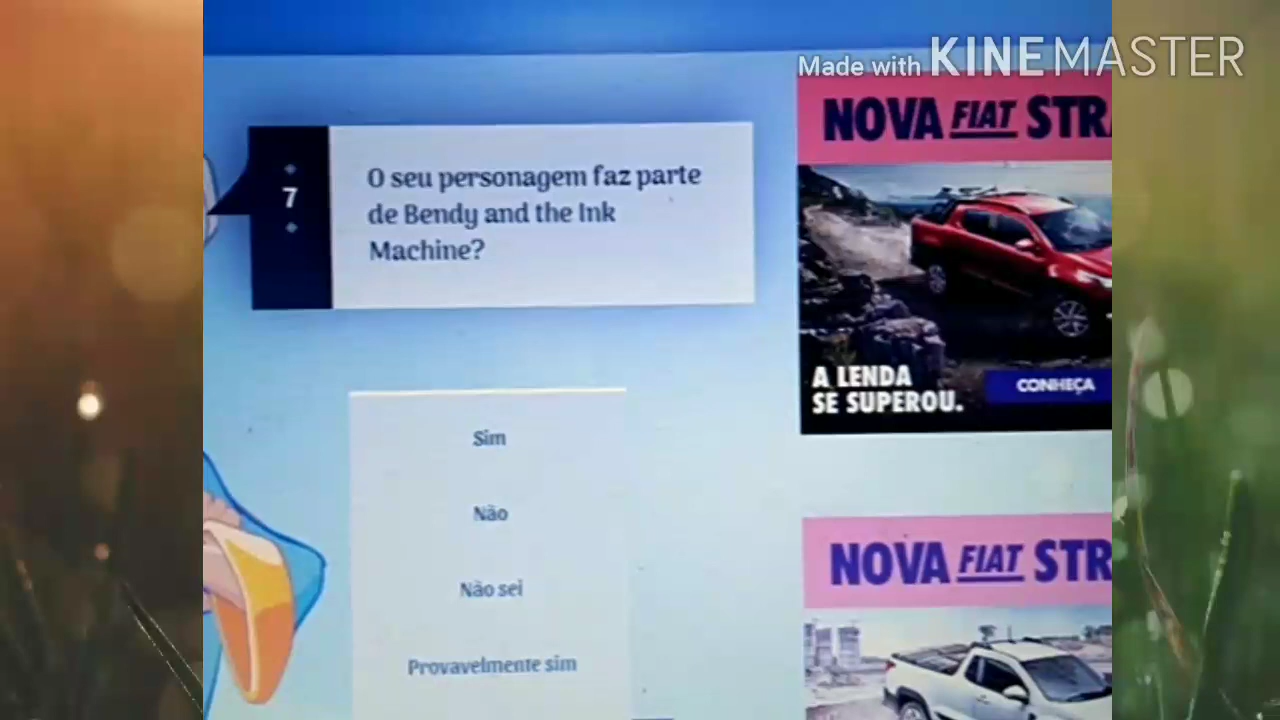 Made with KINEMASTER
7
O seu personagem faz parte
de Bendy and the Ink
Machine?
Sim
Não
Não sei
Provavelmente sim
NOVA FIAT STR
A LENDA
SE SUPEROU.
CONHEÇA
NOVA FIAT STR